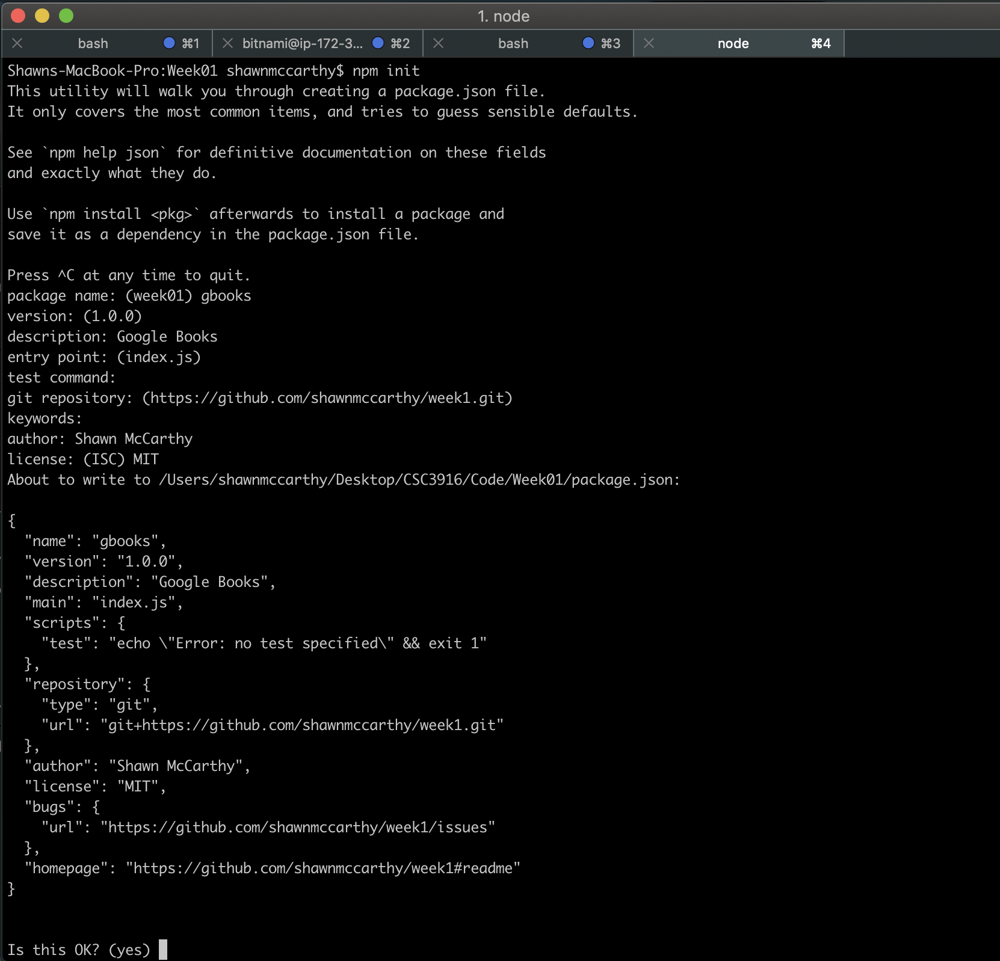 1. node
bash ⌘1 bitnami@ip-172-3... ⌘2 bash ⌘3 node ⌘4
Shawns-MacBook-Pro:Week01 shawnmccarthy$ npm init
This utility will walk you through creating a package.json file.
It only covers the most common items, and tries to guess sensible defaults.
See `npm help json` for definitive documentation on these fields
and exactly what they do.
Use `npm install <pkg>` afterwards to install a package and
save it as a dependency in the package.json file.
Press ^C at any time to quit.
package name: (week01) gbooks
version: (1.0.0)
description: Google Books
entry point: (index.js)
test command:
git repository: (https://github.com/shawnmccarthy/week1.git)
keywords:
author: Shawn McCarthy
license: (ISC) MIT
About to write to /Users/shawnmccarthy/Desktop/CSC3916/Code/Week01/package.json:
{
  "name": "gbooks",
  "version": "1.0.0",
  "description": "Google Books",
  "main": "index.js",
  "scripts": {
    "test": "echo \"Error: no test specified\" && exit 1"
  },
  "repository": {
    "type": "git",
    "url": "git+https://github.com/shawnmccarthy/week1.git"
  },
  "author": "Shawn McCarthy",
  "license": "MIT",
  "bugs": {
    "url": "https://github.com/shawnmccarthy/week1/issues"
  },
  "homepage": "https://github.com/shawnmccarthy/week1#readme"
}
Is this OK? (yes)